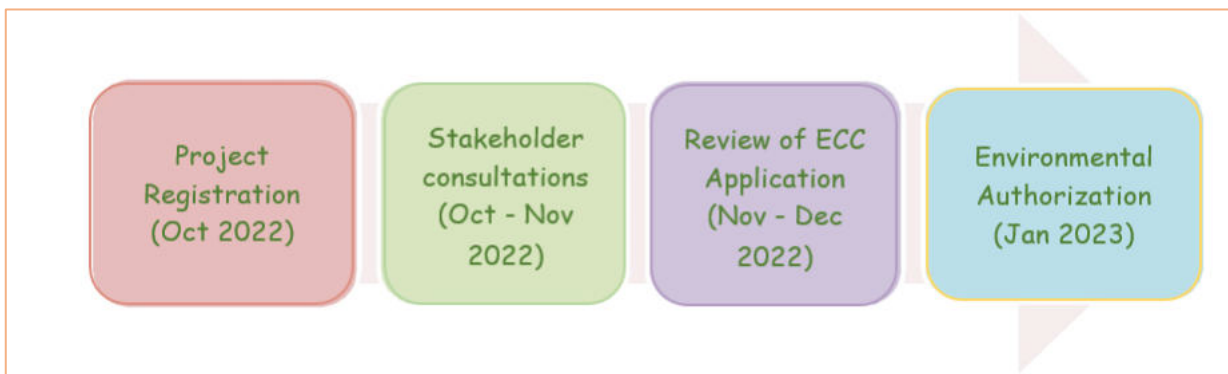 Project
Registration
(Oct 2022)
Stakeholder
consultations
(Oct - Nov
2022)
Review of ECC
Application
(Nov - Dec
2022)
Environmental
Authorization
(Jan 2023)